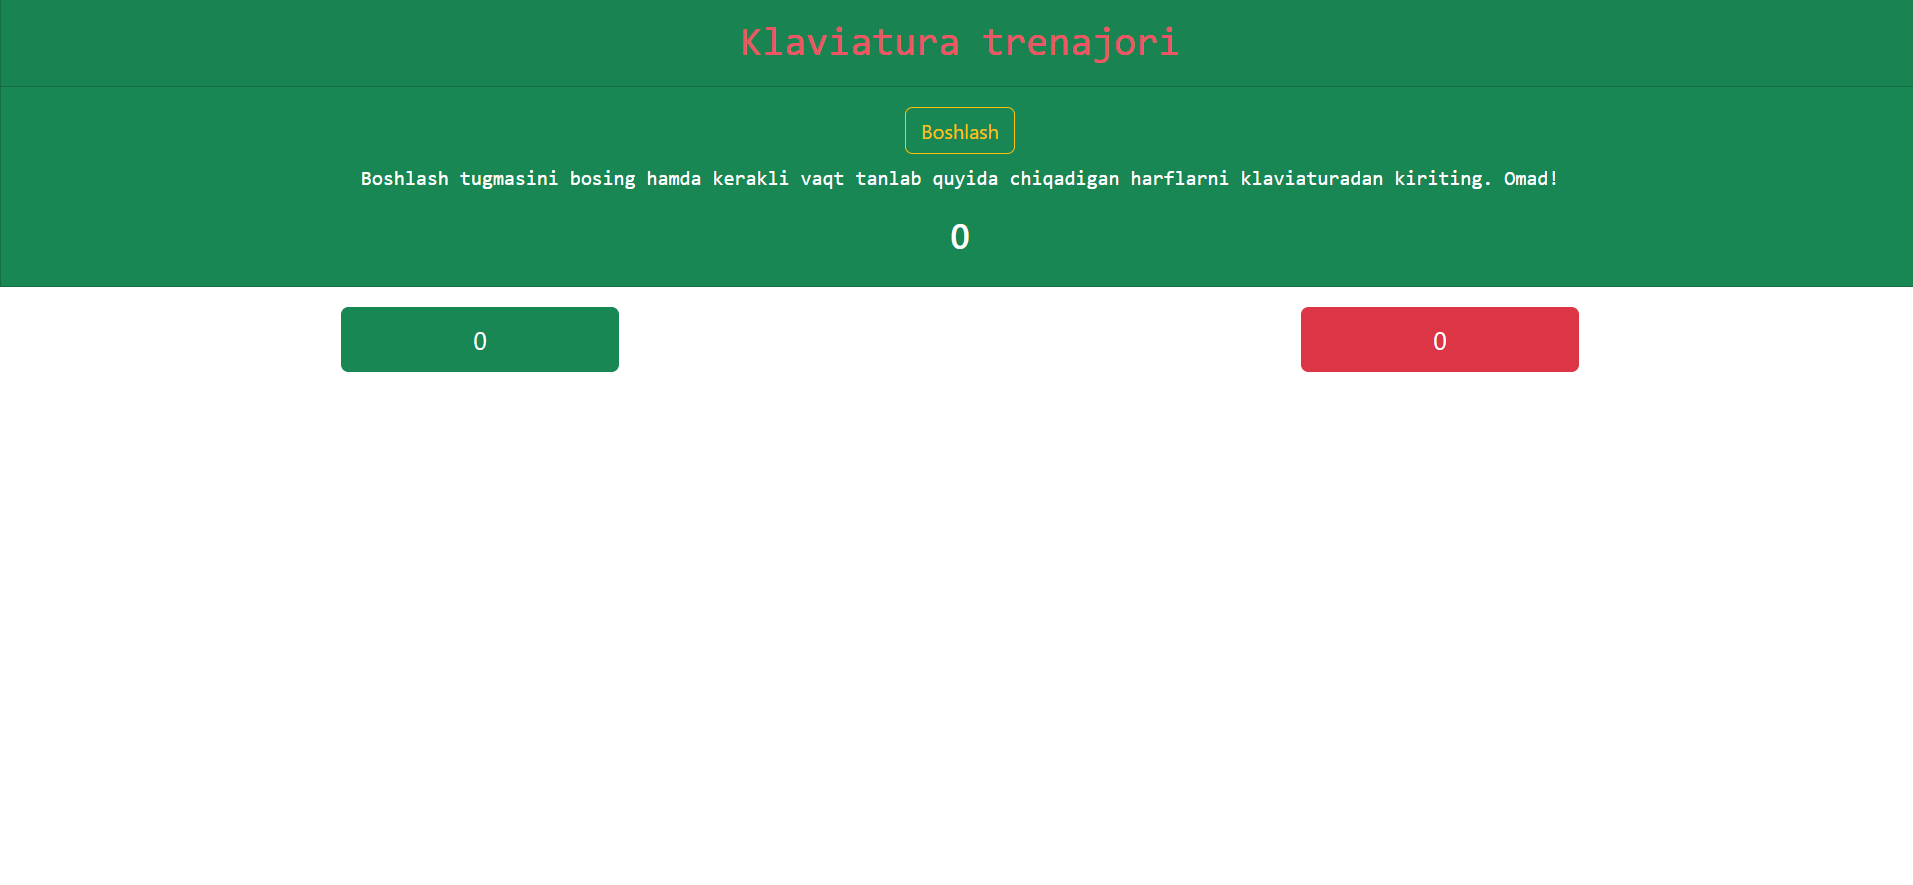 Klaviatura trenajori
Boshlash
Boshlash tugmasini bosing hamda kerakli vaqt tanlab quyida chiqadigan harflarni klaviaturadan kiriting. Omad!
0
0
0